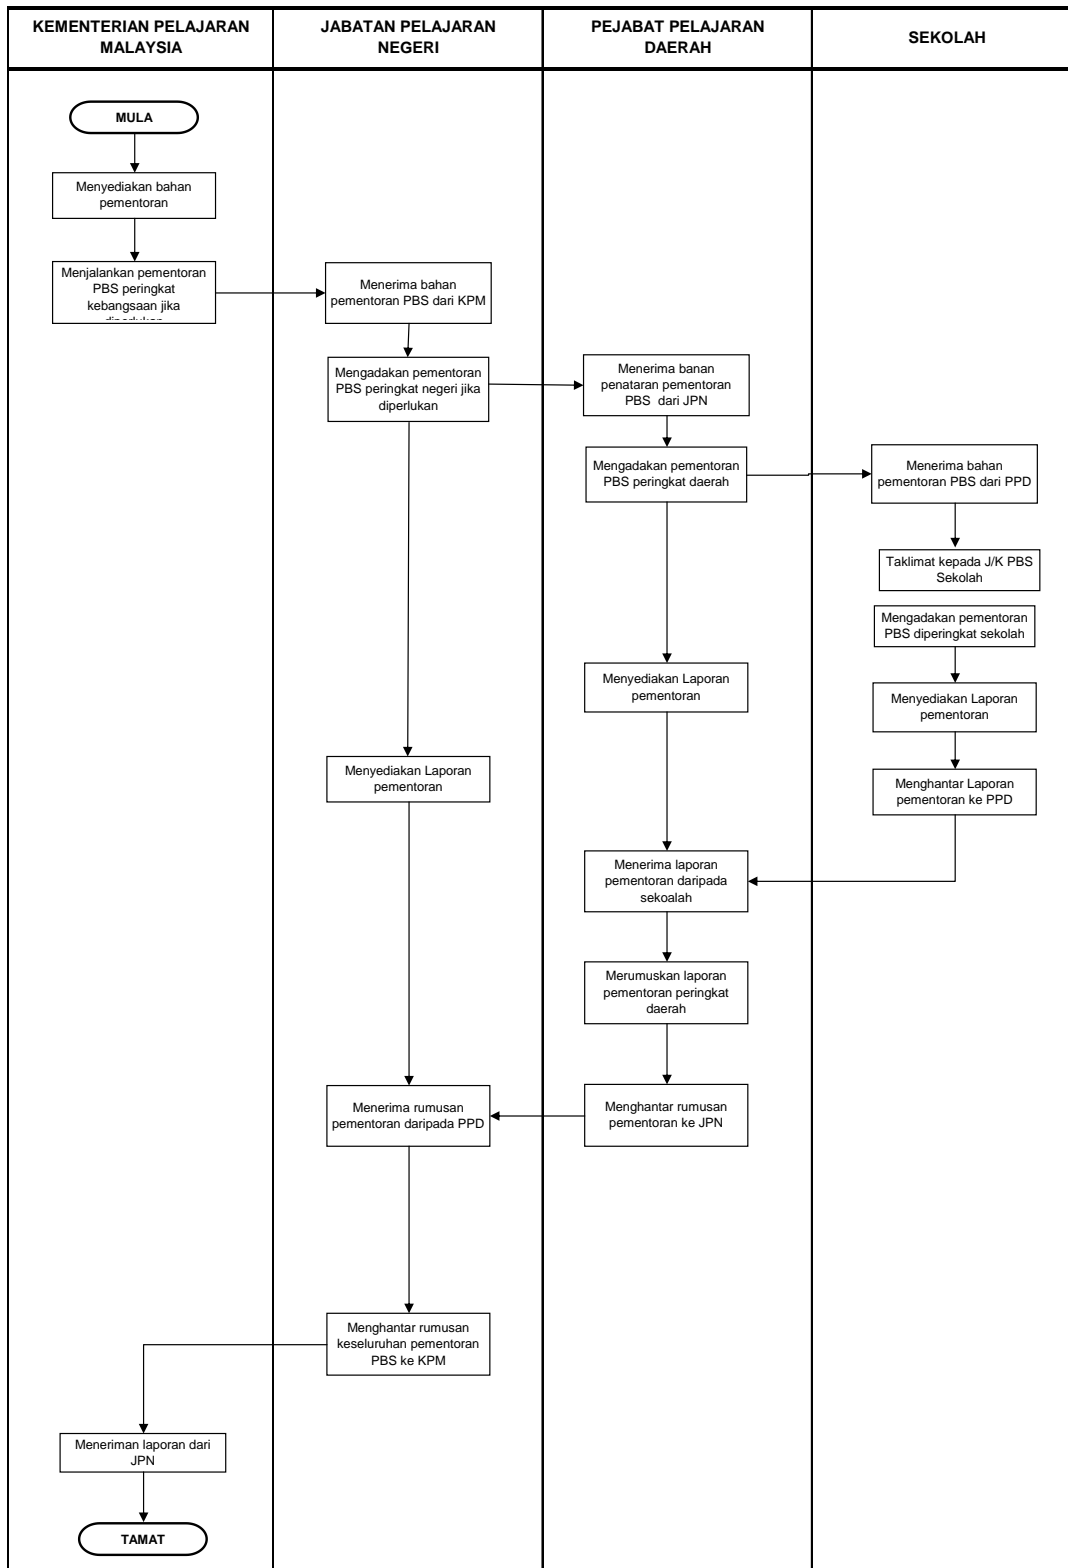 KEMENTERIAN PELAJARAN
MALAYSIA
JABATAN PELAJARAN
NEGERI
PEJABAT PELAJARAN
DAERAH
SEKOLAH
MULA
Menyediakan bahan
pementoran
Menjalankan pementoran
PBS peringkat
kebangsaan jika
Menerima bahan
pementoran PBS dari KPM
Mengadakan pementoran
PBS peringkat negeri jika
diperlukan
Menerima banan
penataran pementoran
PBS dari JPN
Mengadakan pementoran
PBS peringkat daerah
Menerima bahan
pementoran PBS dari PPD
Taklimat kepada J/K PBS
Sekolah
Mengadakan pementoran
PBS diperingkat sekolah
Menyediakan Laporan
pementoran
Menyediakan Laporan
pementoran
Menyediakan Laporan
pementoran
Menghantar Laporan
pementoran ke PPD
Menerima laporan
pementoran daripada
sekoalah
Merumuskan laporan
pementoran peringkat
daerah
Menerima rumusan
pementoran daripada PPD
Menghantar rumusan
pementoran ke JPN
Menghantar rumusan
keseluruhan pementoran
PBS ke KPM
Meneriman laporan dari
JPN
TAMAT